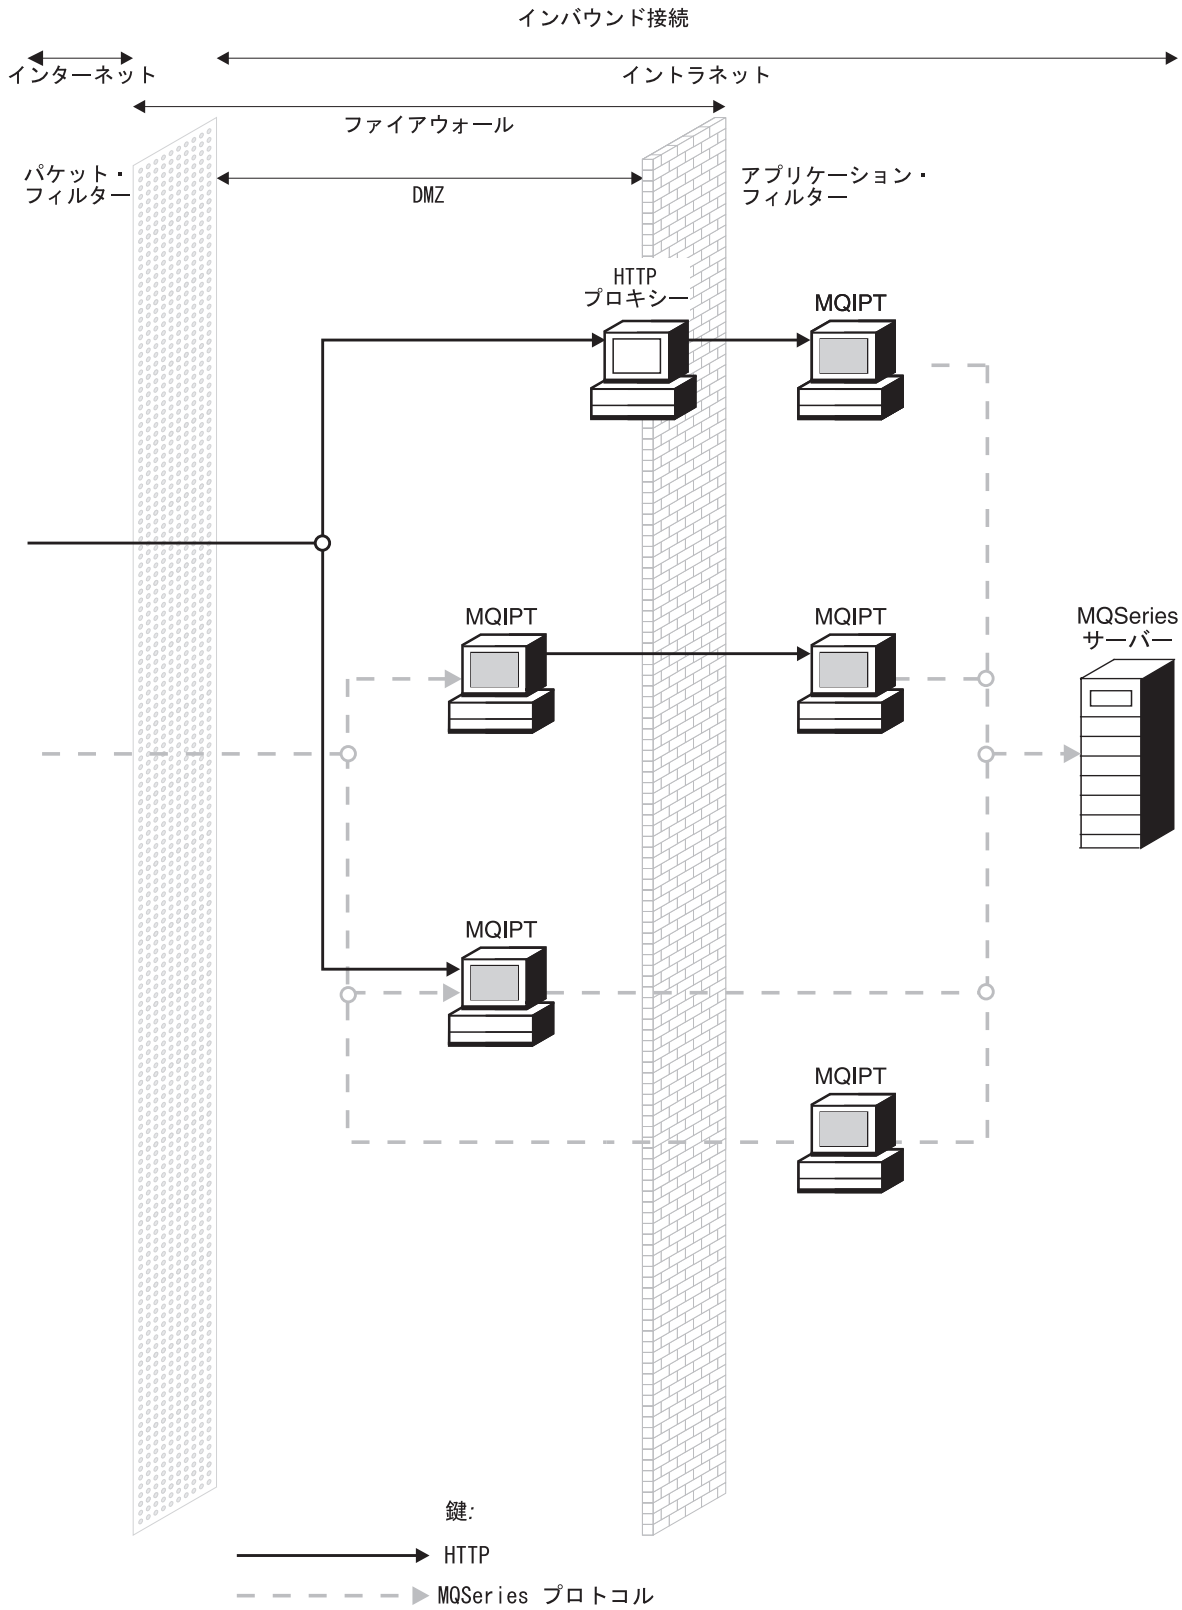 インバウンド接続
インターネット
イントラネット
ファイアウォール
パケット・
フィルター
DMZ
アプリケーション・
フィルター
HTTP
プロキシー
MQIPT
MQIPT
MQIPT
MQSeries
サーバー
MQIPT
MQIPT
鍵:
HTTP
MQSeries プロトコル